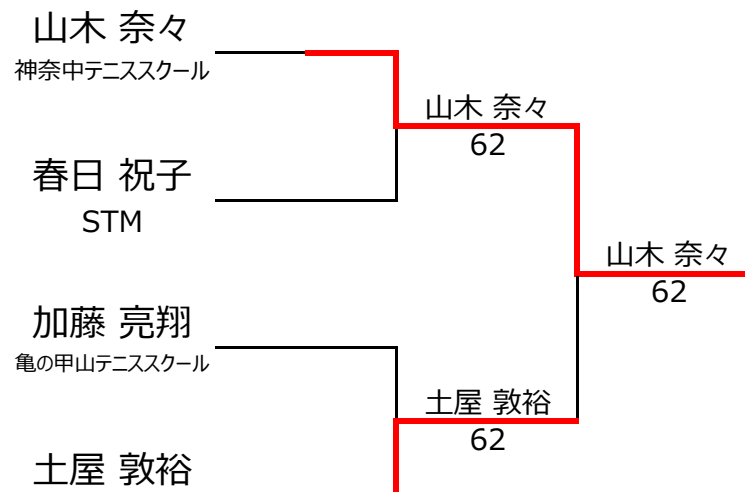 山木 奈々
神奈中テニススクール
山木 奈々
62
春日 祝子
STM
山木 奈々
62
加藤 亮翔
亀の甲山テニススクール
土屋 敦裕
62
土屋 敦裕